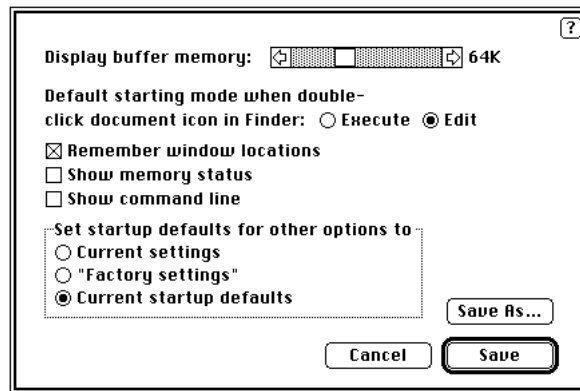 ?
Display buffer memory: 64K
Default starting mode when double-
click document icon in Finder: Execute Edit
Remember window locations
Show memory status
Show command line
Set startup defaults for other options to
Current settings
"Factory settings"
Current startup defaults
Save As...
Cancel Save